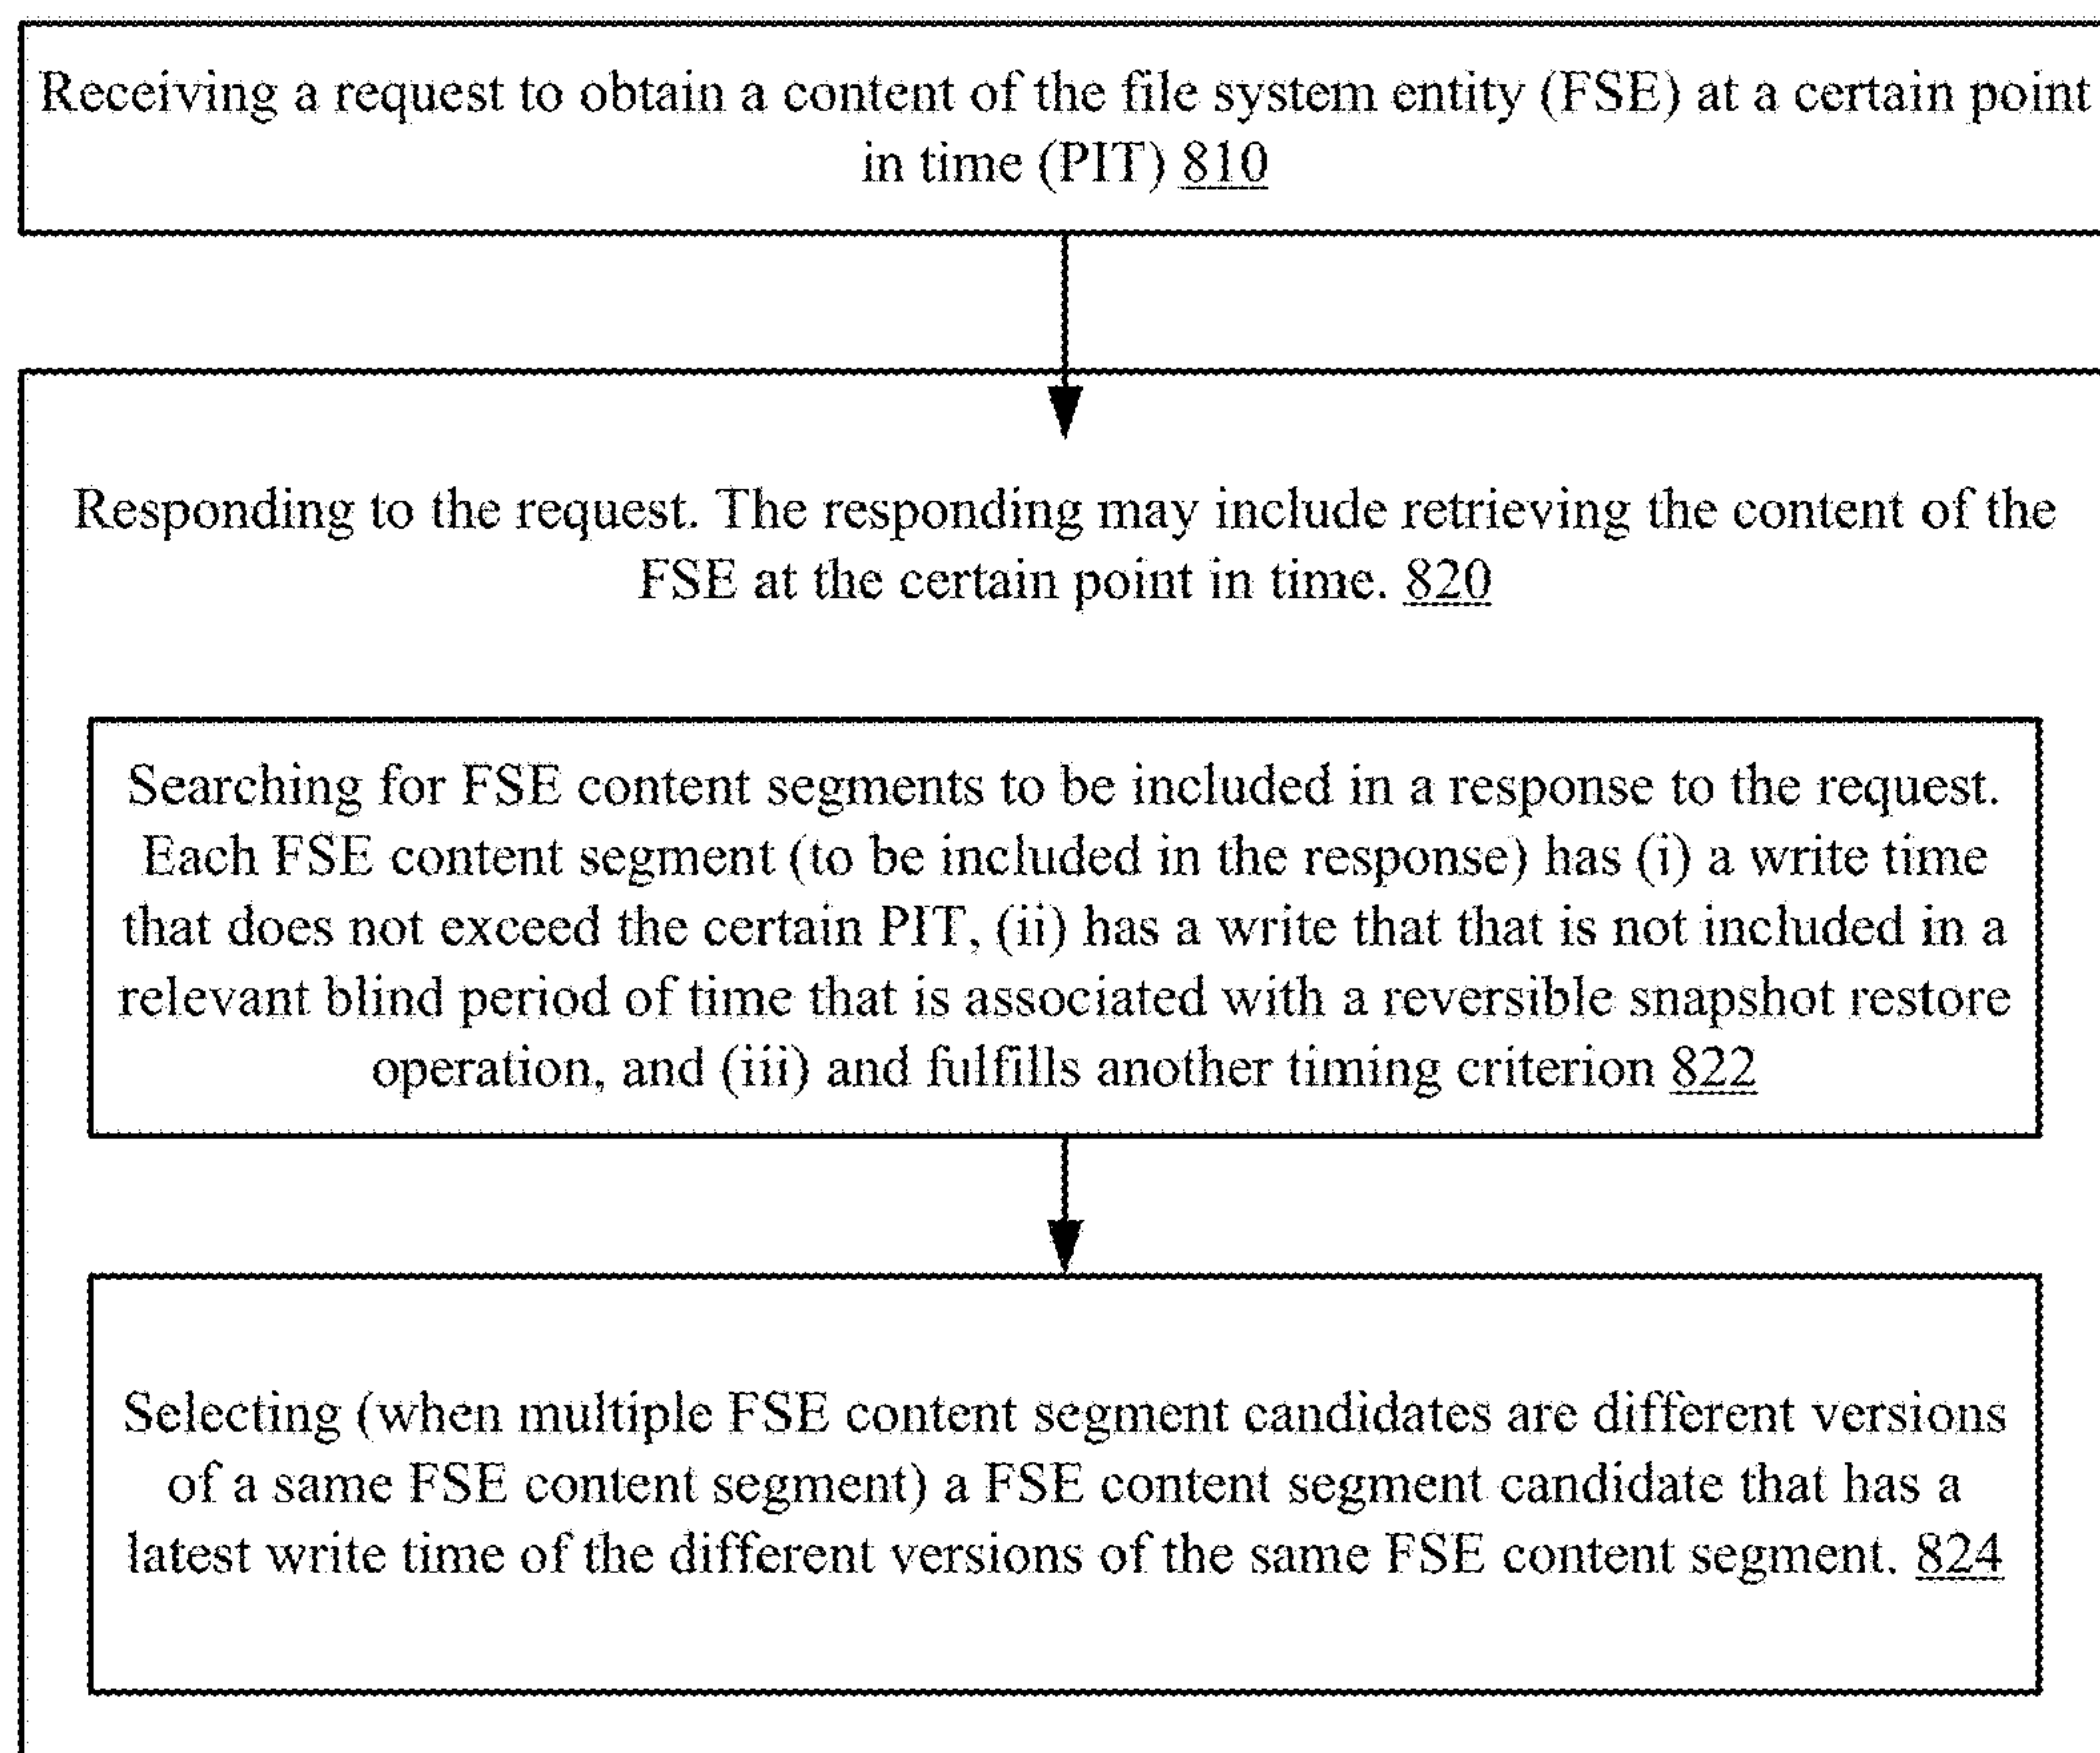 Receiving a request to obtain a content of the file system entity (FSE) at a certain point
in time (PIT) 810
Responding to the request. The responding may include retrieving the content of the
FSE at the certain point in time. 820
Searching for FSE content segments to be included in a response to the request.
Each FSE content segment (to be included in the response) has (i) a write time
that does not exceed the certain PIT, (ii) has a write that that is not included in a
relevant blind period of time that is associated with a reversible snapshot restore
operation, and (iii) and fulfills another timing criterion 822
Selecting (when multiple FSE content segment candidates are different versions
of a same FSE content segment) a FSE content segment candidate that has a
latest write time of the different versions of the same FSE content segment. 824